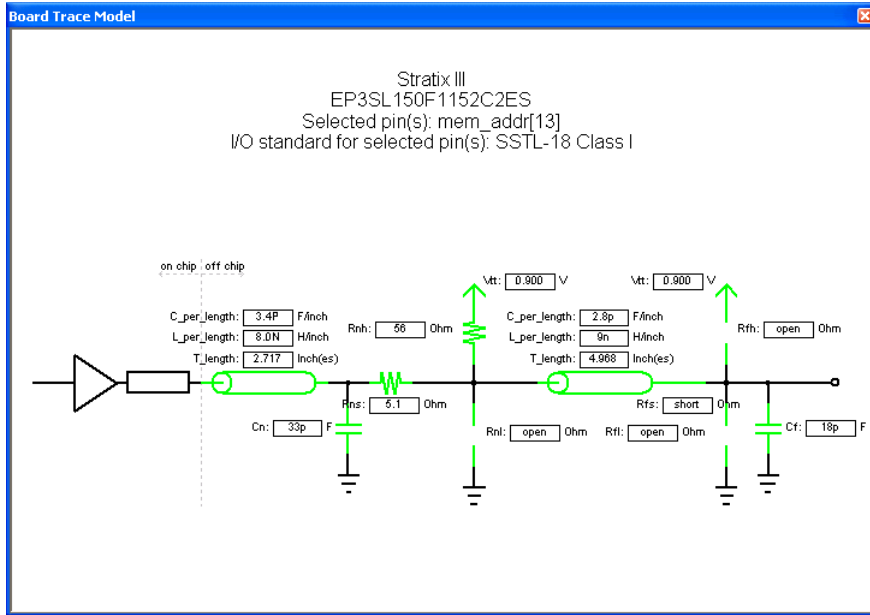 Board Trace Model
Stratix III
EP3SL150F1152C2ES
Selected pin(s): mem_addr[13]
I/O standard for selected pin(s): SSTL-18 Class I
on chip off chip
Vtt: 0.900 V
Vtt: 0.900 V
C_per_length: 3.4P F/inch
L_per_length: 8.0N H/inch
T_length: 2.717 Inch(es)
Rnh: 56 Ohm
C_per_length: 2.8p F/inch
L_per_length: 9n H/inch
T_length: 4.968 Inch(es)
Rfh: open Ohm
Rns: 5.1 Ohm
Rfs: short Ohm
Cn: 33p F
Rnl: open Ohm
Rfl: open Ohm
Cf: 18p F